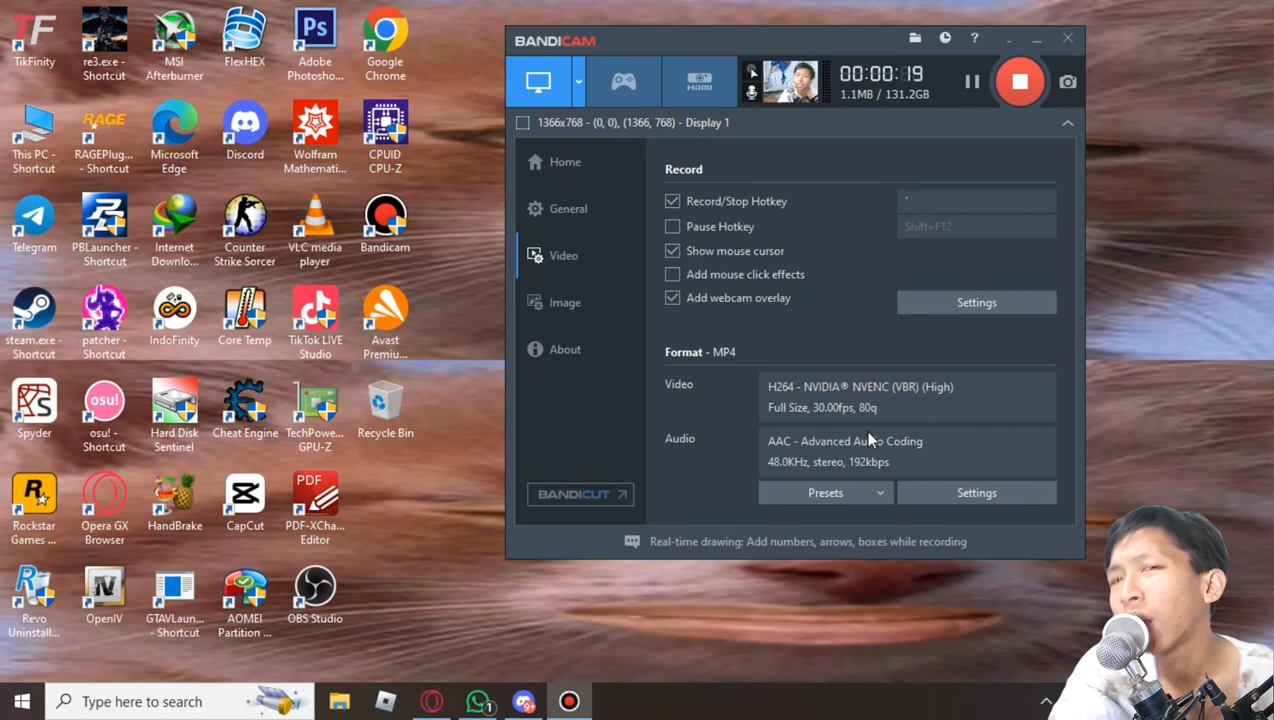 TF
TikFinity
re3.exe -
Shortcut
MSI
Afterburner
FlexHEX
Ps
Adobe
Photosho...
Google
Chrome
This PC -
Shortcut
RAGE
RAGEPlug...
- Shortcut
Microsoft
Edge
Discord
Wolfram
Mathemati...
CPUID
CPU-Z
Telegram
PBLauncher -
Shortcut
Internet
Downlo...
Counter
Strike Sorcer
VLC media
player
Bandicam
steam.exe -
Shortcut
patcher -
Shortcut
IndoFinity
Core Temp
TikTok LIVE
Studio
Avast
Premiu...
Spyder
osu!
osu! -
Shortcut
Hard Disk
Sentinel
Cheat Engine
TechPowe...
GPU-Z
Recycle Bin
Rockstar
Games ...
Opera GX
Browser
HandBrake
CapCut
PDF
PDF-XCha...
Editor
Revo
Uninstall...
OpenIV
GTAVLaun...
- Shortcut
AOMEI
Partition ...
OBS Studio
BANDICAM
HDMI
00:00:19
1.1MB / 131.2GB
1366x768 - (0, 0), (1366, 768) - Display 1
Home
General
Video
Image
About
BANDICUT
Record
Record/Stop Hotkey
`
Pause Hotkey
Shift+F12
Show mouse cursor
Add mouse click effects
Add webcam overlay
Settings
Format - MP4
Video
H264 - NVIDIA® NVENC (VBR) (High)
Full Size, 30.00fps, 80q
Audio
AAC - Advanced Audio Coding
48.0KHz, stereo, 192kbps
Presets
Settings
Real-time drawing: Add numbers, arrows, boxes while recording
Type here to search
1
9+